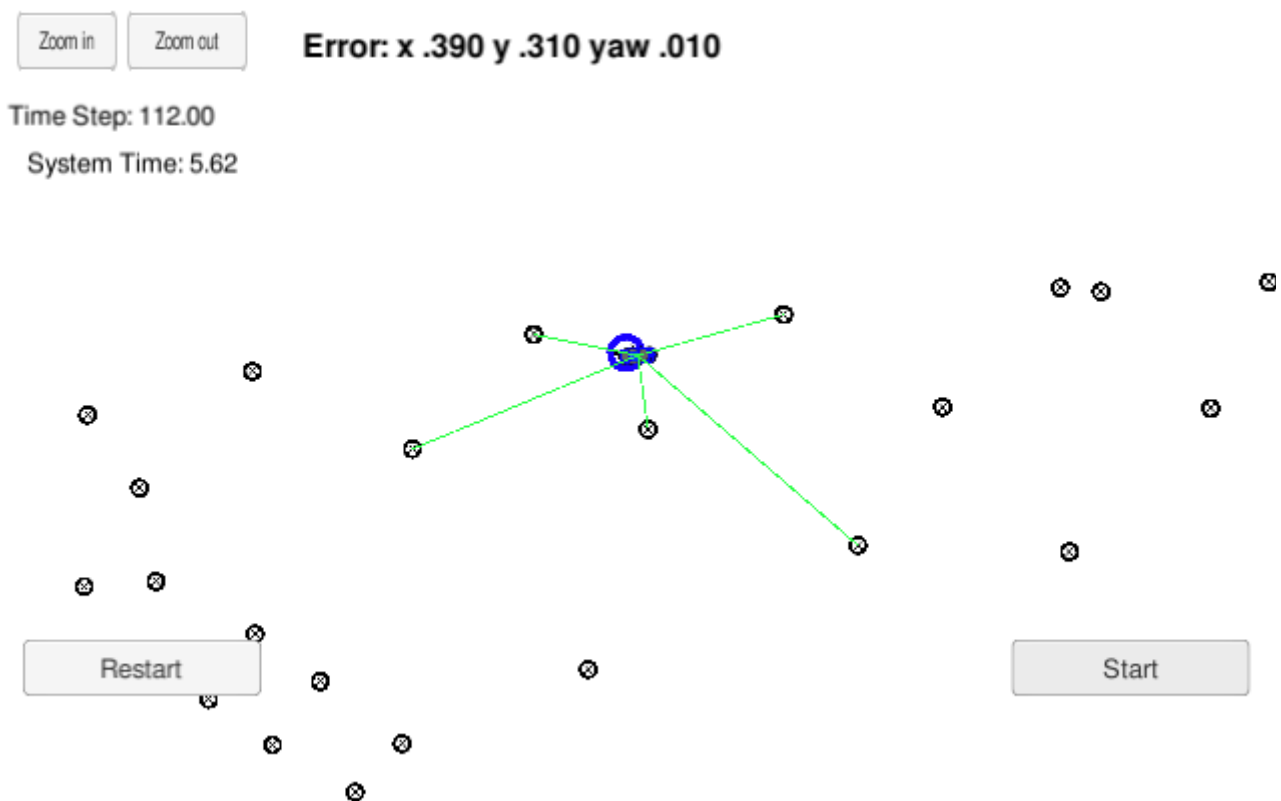 Zoom in
Zoom out
Error: x .390 y .310 yaw .010
Time Step: 112.00
System Time: 5.62
Restart
Start